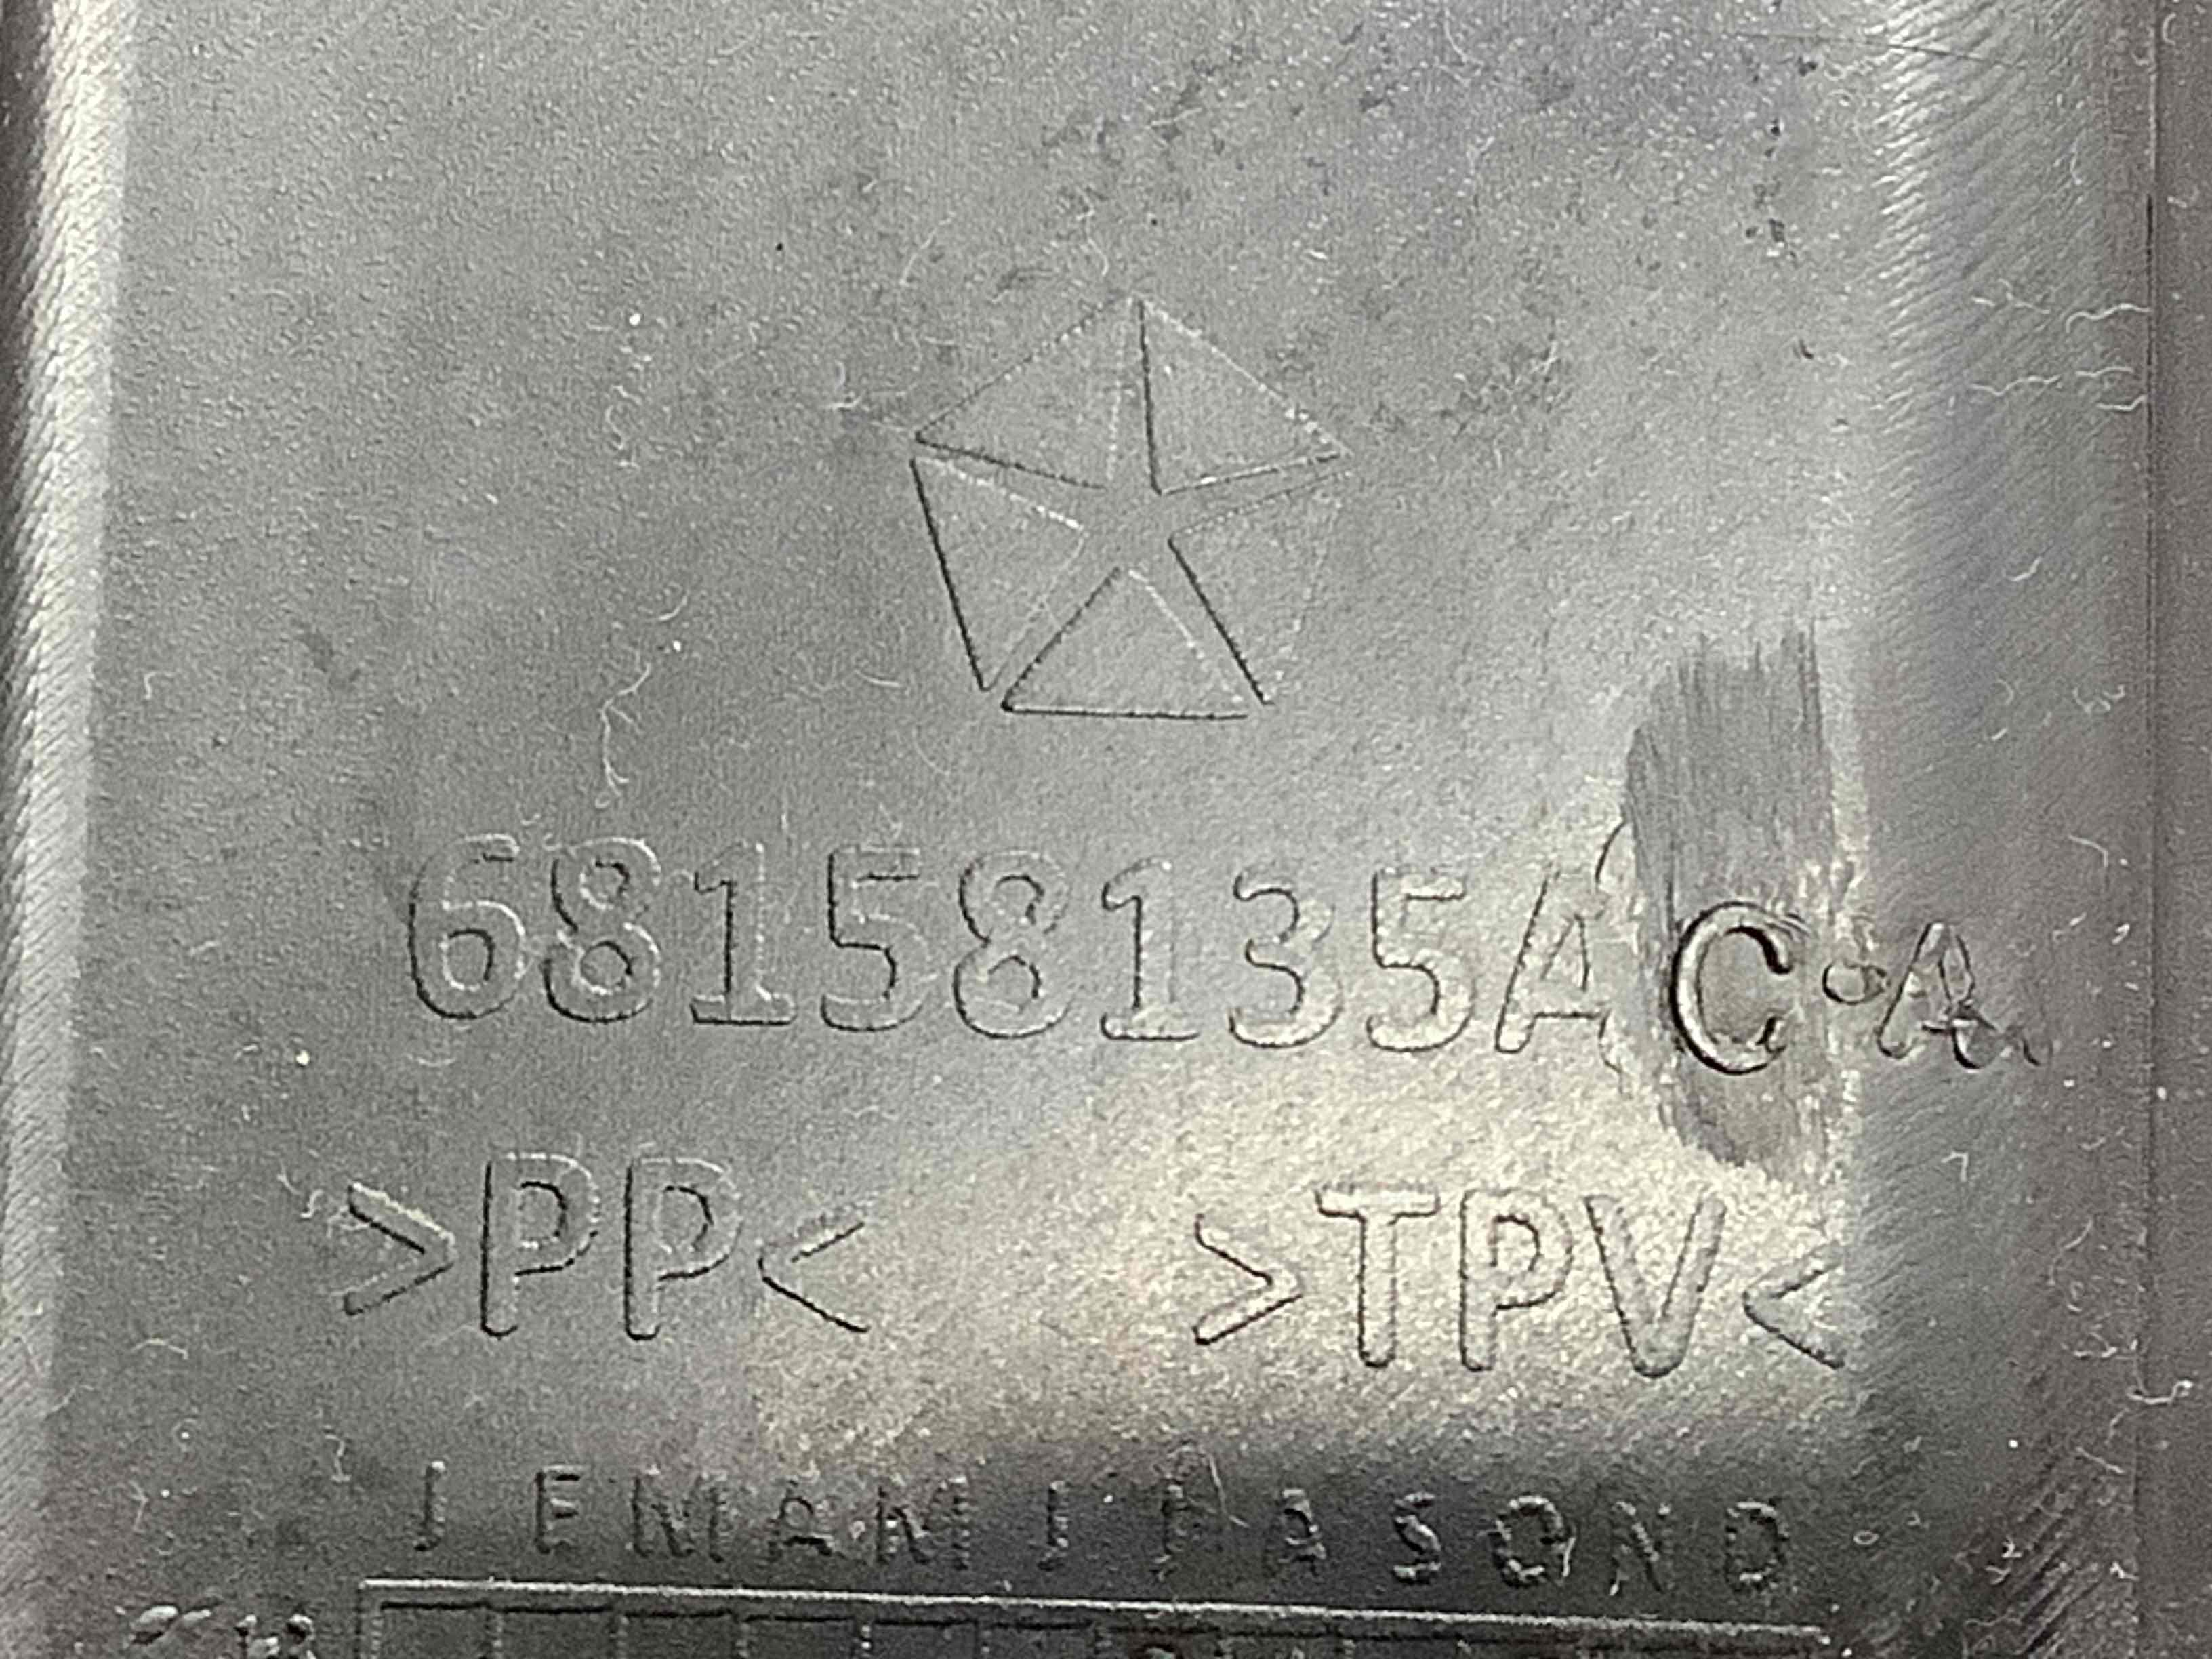 68158135AC-A
>PP< >TPV<
J F M A M J J A S O N D